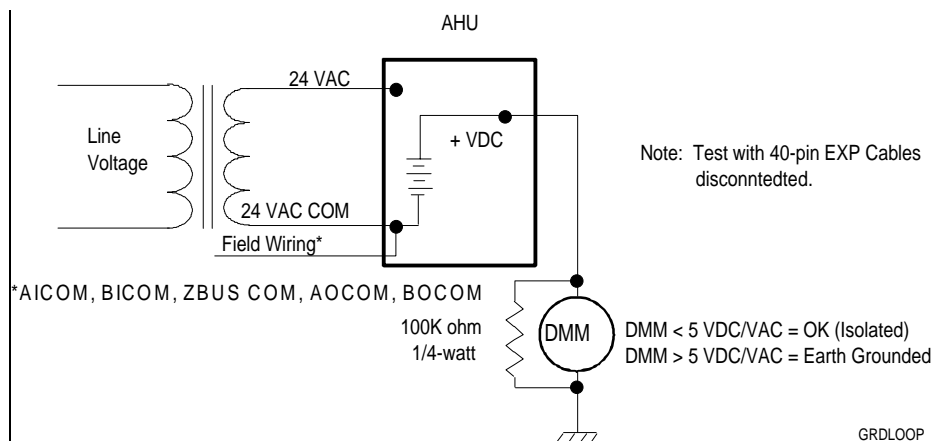 AHU
24 VAC
Line
Voltage
+ VDC
Note: Test with 40-pin EXP Cables
disconntedted.
24 VAC COM
Field Wiring*
*AICOM, BICOM, ZBUS COM, AOCOM, BOCOM
100K ohm
1/4-watt
DMM
DMM < 5 VDC/VAC = OK (Isolated)
DMM > 5 VDC/VAC = Earth Grounded
GRDLOOP